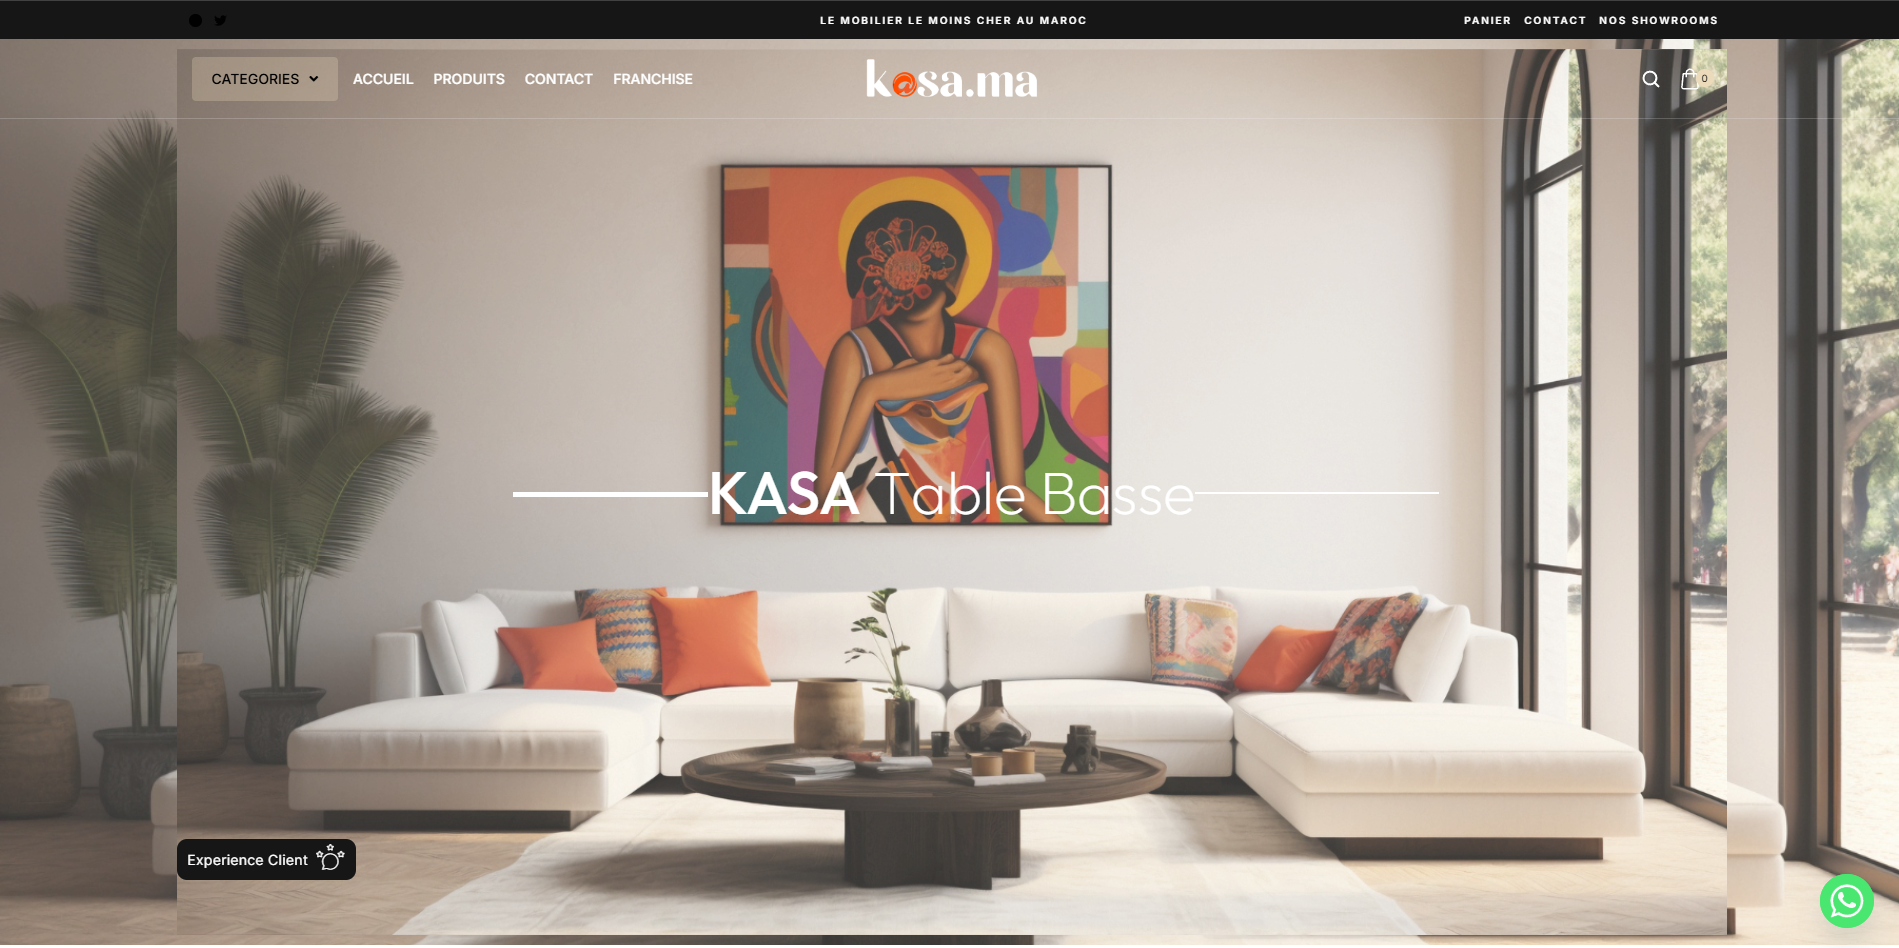 LE MOBILIER LE MOINS CHER AU MAROC
PANIER CONTACT NOS SHOWROOMS
CATEGORIES ACCUEIL PRODUITS CONTACT FRANCHISE
kasa.ma
0
KASA Table Basse
Experience Client